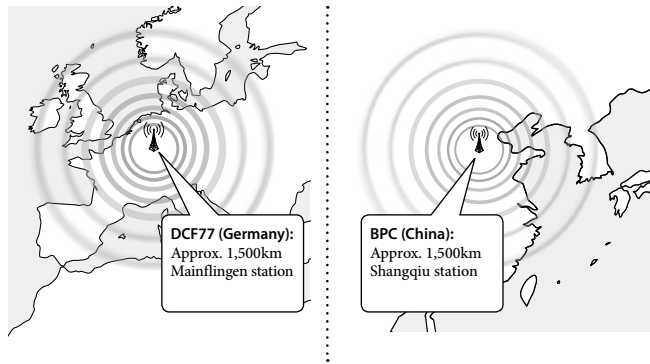 DCF77 (Germany):
Approx. 1,500km
Mainflingen station
BPC (China):
Approx. 1,500km
Shangqiu station